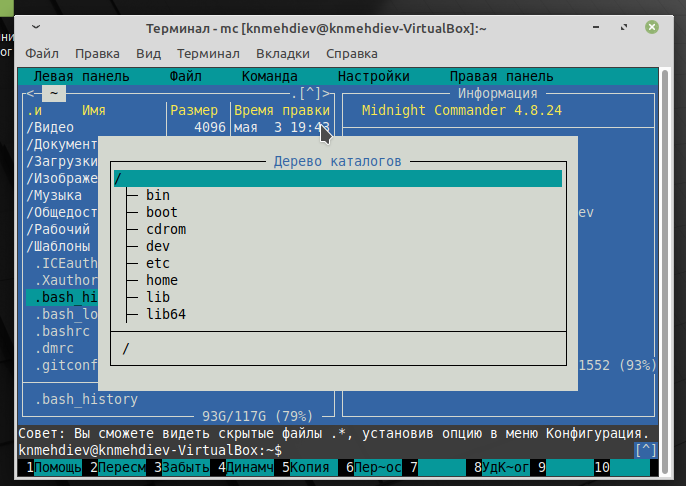 Терминал - mc [knmehdiev@knmehdiev-VirtualBox]:~
Файл Правка Вид Терминал Вкладки Справка
Левая панель Файл Команда Настройки Правая панель
<─ ~ .[^]>
Информация
.и Имя Размер Время правки
Midnight Commander 4.8.24
/Видео 4096 мая 3 19:43
/Документ
/Загрузки
/Изображе
/Музыка
/Общедост
/Рабочий
/Шаблоны
.ICEauth
.Xauthor
.bash_hi
.bash_lo
.bashrc
.dmrc
.gitconf
Дерево каталогов
/
bin
boot
cdrom
dev
etc
home
lib
lib64
/
ev
1552 (93%)
.bash_history
93G/117G (79%)
Совет: Вы сможете видеть скрытые файлы .*, установив опцию в меню Конфигурация.
knmehdiev@knmehdiev-VirtualBox:~$ [^]
1Помощь 2Пересм 3Забыть 4Динамч 5Копия 6Пер~ос 7 8УдК~ог 9 10